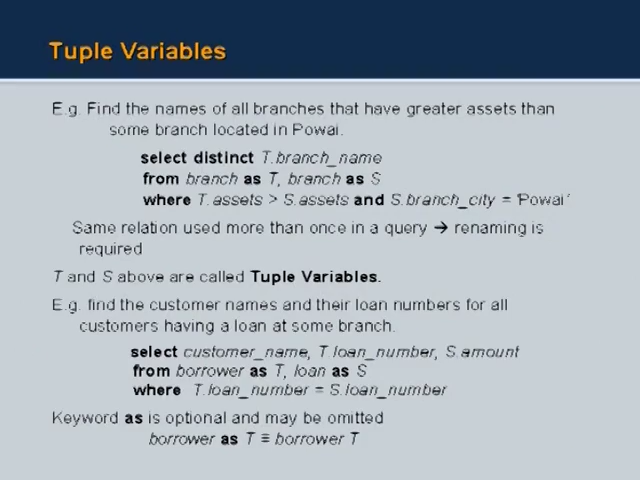 Tuple Variables
E.g. Find the names of all branches that have greater assets than
some branch located in Powai.
select distinct T.branch_name
from branch as T, branch as S
where T.assets > S.assets and S.branch_city = 'Powai'
Same relation used more than once in a query → renaming is
required
T and S above are called Tuple Variables.
E.g. find the customer names and their loan numbers for all
customers having a loan at some branch.
select customer_name, T.loan_number, S.amount
from borrower as T, loan as S
where T.loan_number = S.loan_number
Keyword as is optional and may be omitted
borrower as T ≡ borrower T